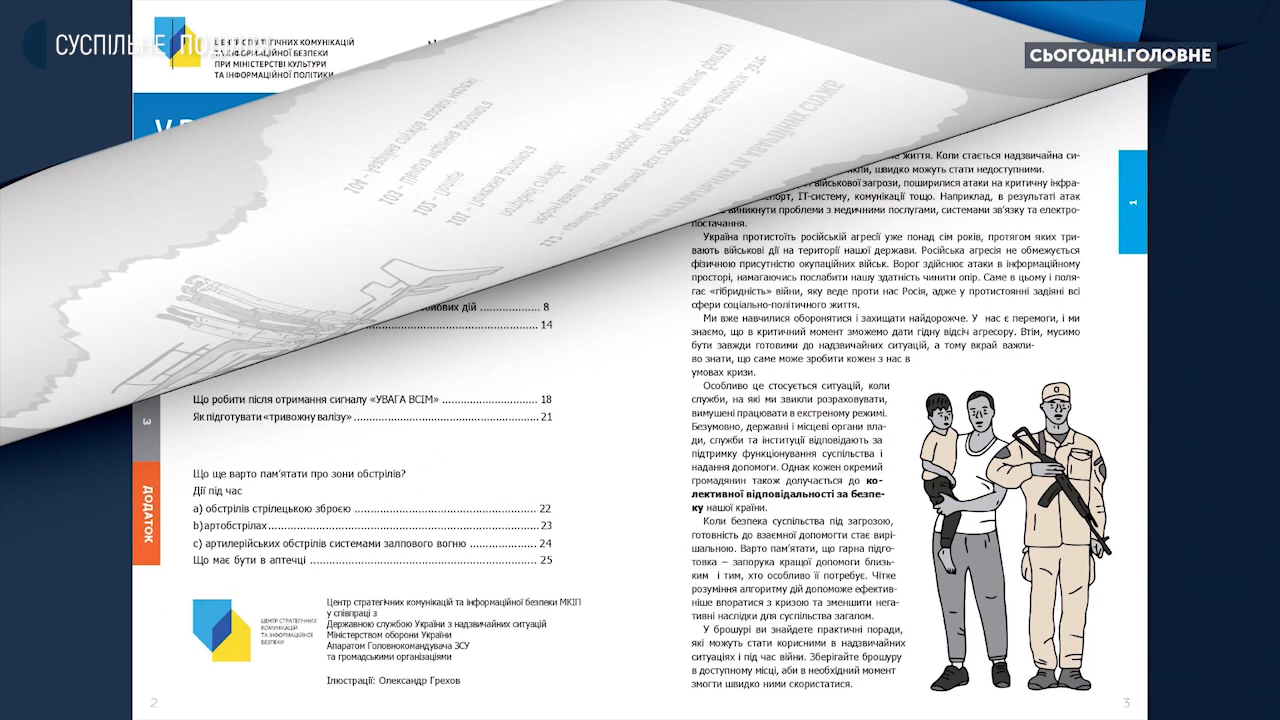 СУСПІЛЬНЕ
СЬОГОДНІ.ГОЛОВНЕ
ЦЕНТР СТРАТЕГІЧНИХ КОМУНІКАЦІЙ
ТА ІНФОРМАЦІЙНОЇ БЕЗПЕКИ
ПРИ МІНІСТЕРСТВІ КУЛЬТУРИ
ТА ІНФОРМАЦІЙНОЇ ПОЛІТИКИ
101 –
102 –
103 –
104 –
112 –
дій .................. 8
14
Що робити після отримання сигналу «УВАГА ВСІМ» ............................ 18
Як підготувати «тривожну валізу» ...................................................... 21
3
ДОДАТОК
Що ще варто пам’ятати про зони обстрілів?
Дії під час
a) обстрілів стрілецькою зброєю ..................................................... 22
b) артобстрілах................................................................................ 23
c) артилерійських обстрілів системами залпового вогню .................... 24
Що має бути в аптечці .................................................................. 25
ЦЕНТР СТРАТЕГІЧНИХ
КОМУНІКАЦІЙ
ТА ІНФОРМАЦІЙНОЇ
БЕЗПЕКИ
Центр стратегічних комунікацій та інформаційної безпеки МКІП
у співпраці з
Державною службою України з надзвичайних ситуацій
Міністерством оборони України
Апаратом Головнокомандувача ЗСУ
та громадськими організаціями
Ілюстрації: Олександр Грехов
2
життя. Коли стається надзвичайна си-
швидко можуть стати недоступними.
військової загрози, поширилися атаки на критичну інфра-
ІТ-систему, комунікації тощо. Наприклад, в результаті атак
виникнути проблеми з медичними послугами, системами зв’язку та електро-
постачання.
Україна протистоїть російській агресії уже понад сім років, протягом яких три-
вають військові дії на території нашої держави. Російська агресія не обмежується
фізичною присутністю окупаційних військ. Ворог здійснює атаки в інформаційному
просторі, намагаючись послабити нашу здатність чинити опір. Саме в цьому і поля-
гає «гібридність» війни, яку веде проти нас Росія, адже у протистоянні задіяні всі
сфери соціально-політичного життя.
Ми вже навчилися оборонятися і захищати найдорожче. У нас є перемоги, і ми
знаємо, що в критичний момент зможемо дати гідну відсіч агресору. Втім, мусимо
бути завжди готовими до надзвичайних ситуацій, а тому вкрай важли-
во знати, що саме може зробити кожен з нас в
умовах кризи.
Особливо це стосується ситуацій, коли
служби, на які ми звикли розраховувати,
вимушені працювати в екстреному режимі.
Безумовно, державні і місцеві органи вла-
ди, служби та інституції відповідають за
підтримку функціонування суспільства і
надання допомоги. Однак кожен окремий
громадянин також долучається до ко-
лективної відповідальності за безпе-
ку нашої країни.
Коли безпека суспільства під загрозою,
готовність до взаємної допомоги стає вирі-
шальною. Варто пам’ятати, що гарна підго-
товка – запорука кращої допомоги близь-
ким і тим, хто особливо її потребує. Чітке
розуміння алгоритму дій допоможе ефектив-
ніше впоратися з кризою та зменшити нега-
тивні наслідки для суспільства загалом.
У брошурі ви знайдете практичні поради,
які можуть стати корисними в надзвичайних
ситуаціях і під час війни. Зберігайте брошуру
в доступному місці, аби в необхідний момент
змогти швидко ними скористатися.
1
3